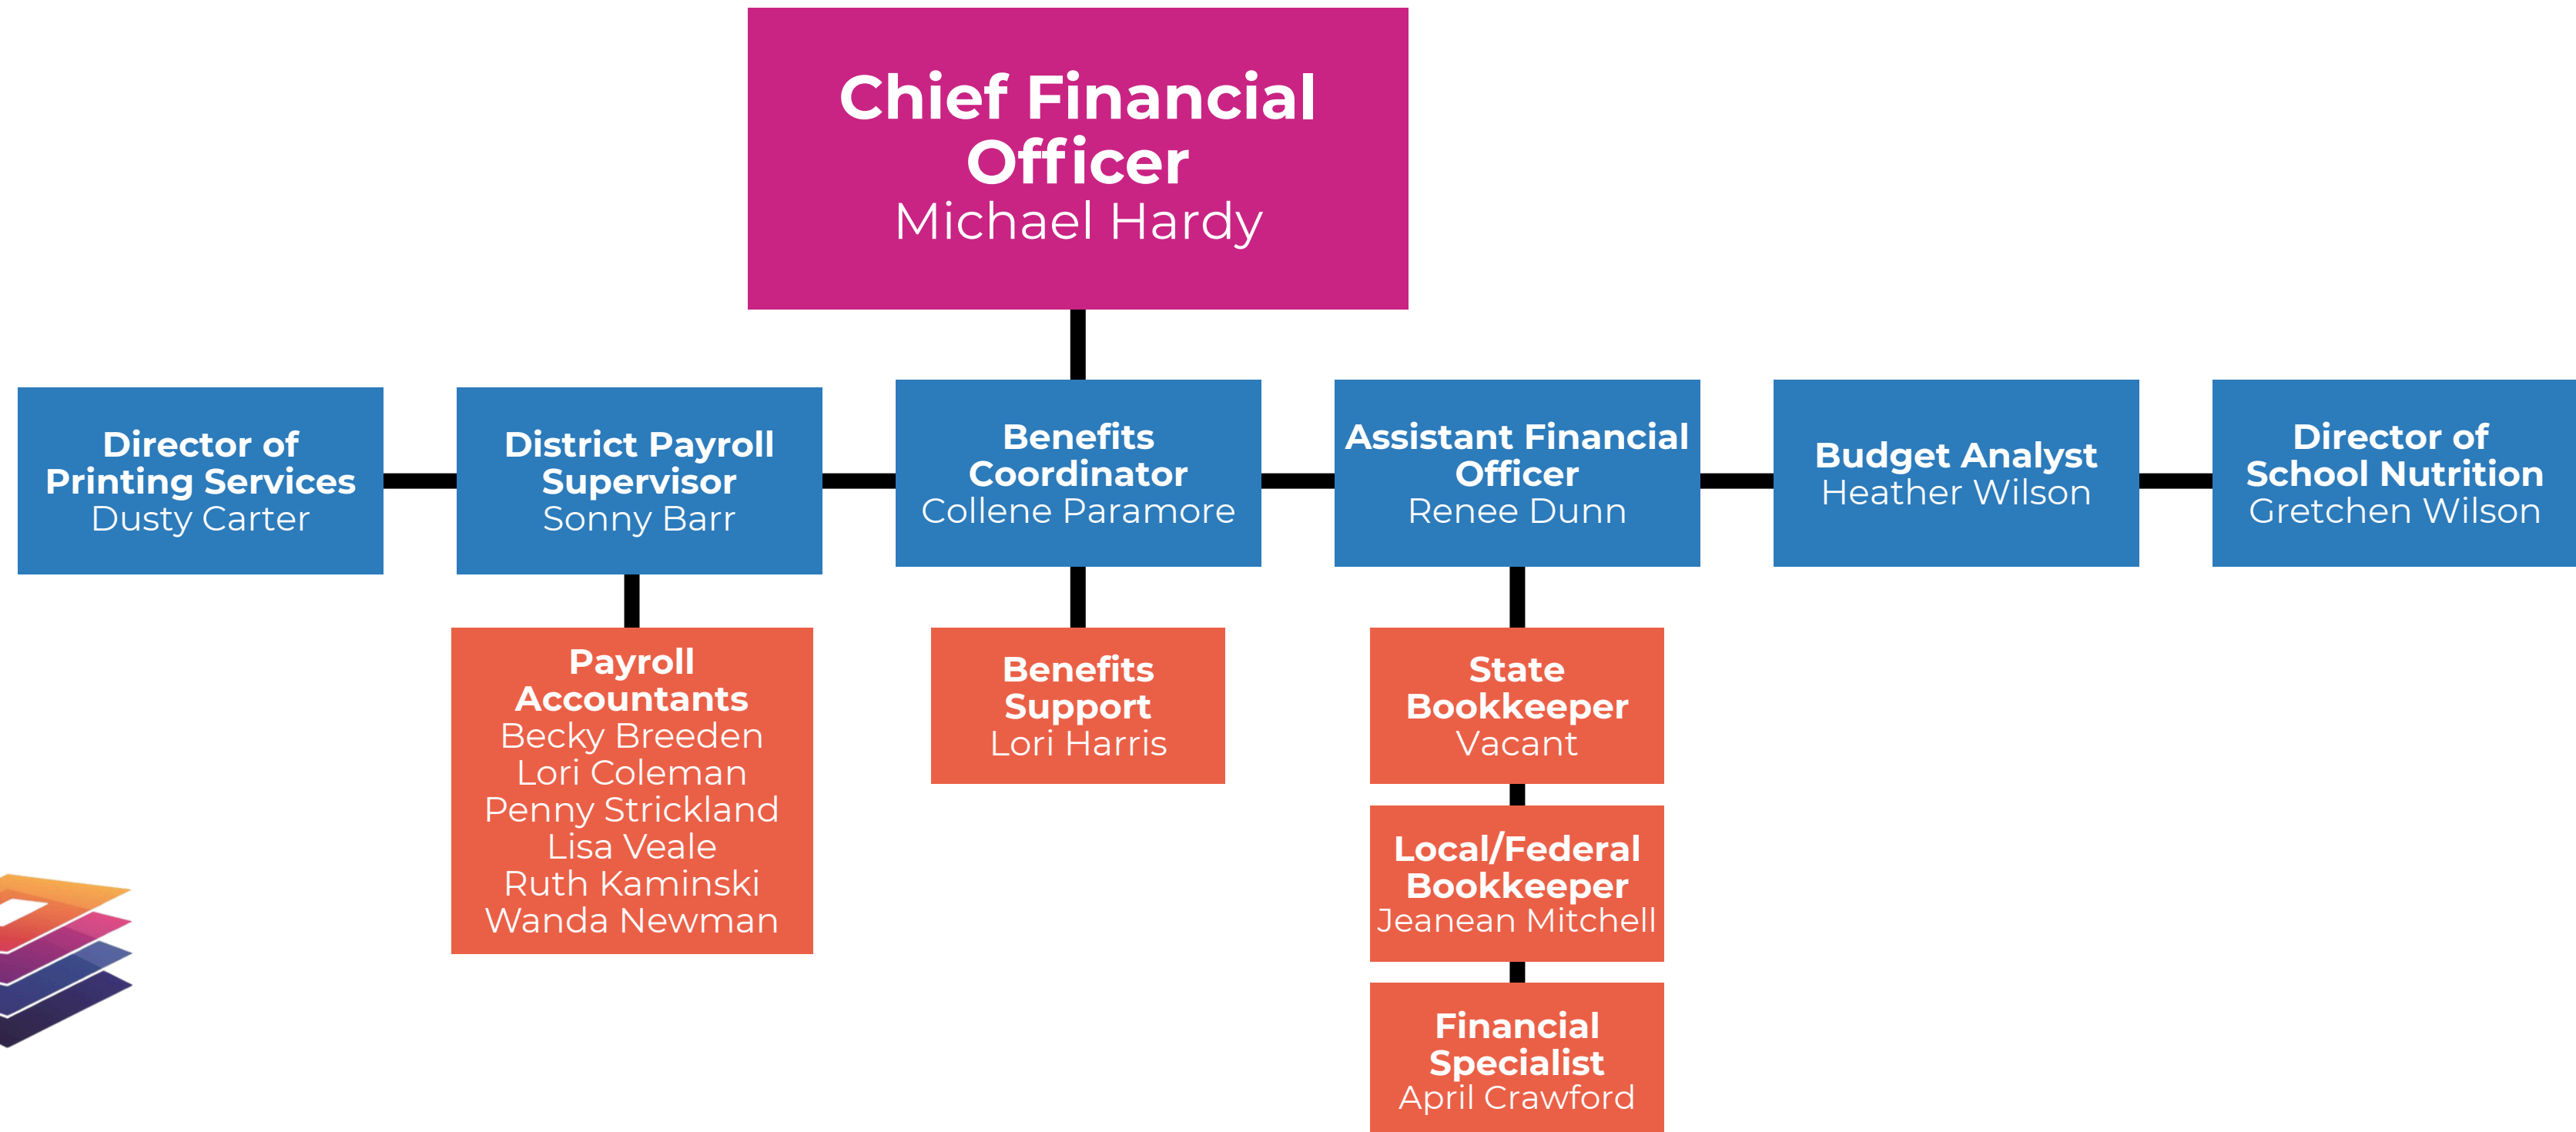 Chief Financial
Officer
Michael Hardy
Director of
Printing Services
Dusty Carter
District Payroll
Supervisor
Sonny Barr
Benefits
Coordinator
Collene Paramore
Assistant Financial
Officer
Renee Dunn
Budget Analyst
Heather Wilson
Director of
School Nutrition
Gretchen Wilson
Payroll
Accountants
Becky Breeden
Lori Coleman
Penny Strickland
Lisa Veale
Ruth Kaminski
Wanda Newman
Benefits
Support
Lori Harris
State
Bookkeeper
Vacant
Local/Federal
Bookkeeper
Jeanean Mitchell
Financial
Specialist
April Crawford